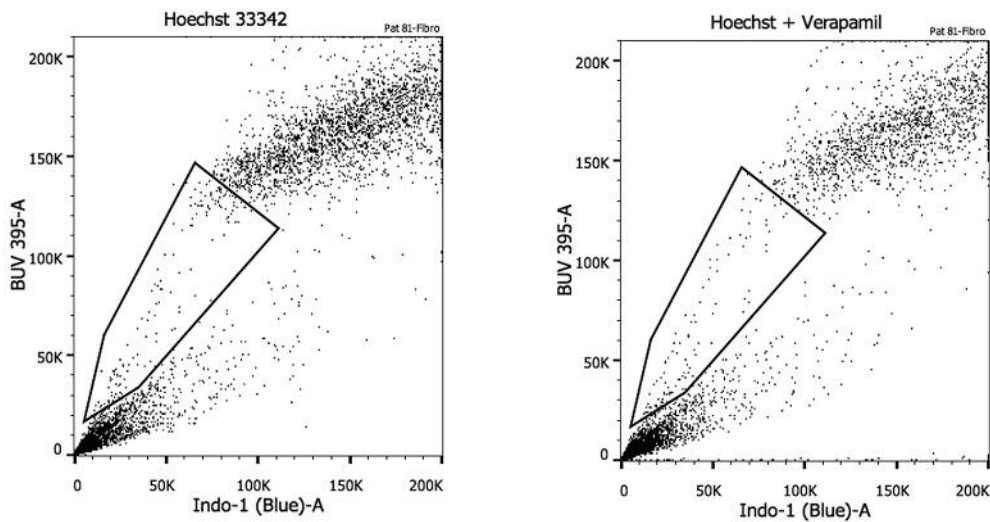 Hoechst 33342
Pat 81-Fibro
200K
150K
100K
50K
0
BUV 395-A
0 50K 100K 150K 200K
Indo-1 (Blue)-A
Hoechst + Verapamil
Pat 81-Fibro
200K
150K
100K
50K
0
BUV 395-A
0 50K 100K 150K 200K
Indo-1 (Blue)-A